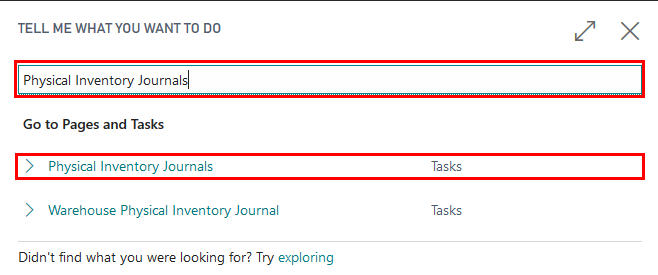 TELL ME WHAT YOU WANT TO DO
Physical Inventory Journals
Go to Pages and Tasks
Physical Inventory Journals Tasks
Warehouse Physical Inventory Journal Tasks
Didn't find what you were looking for? Try exploring